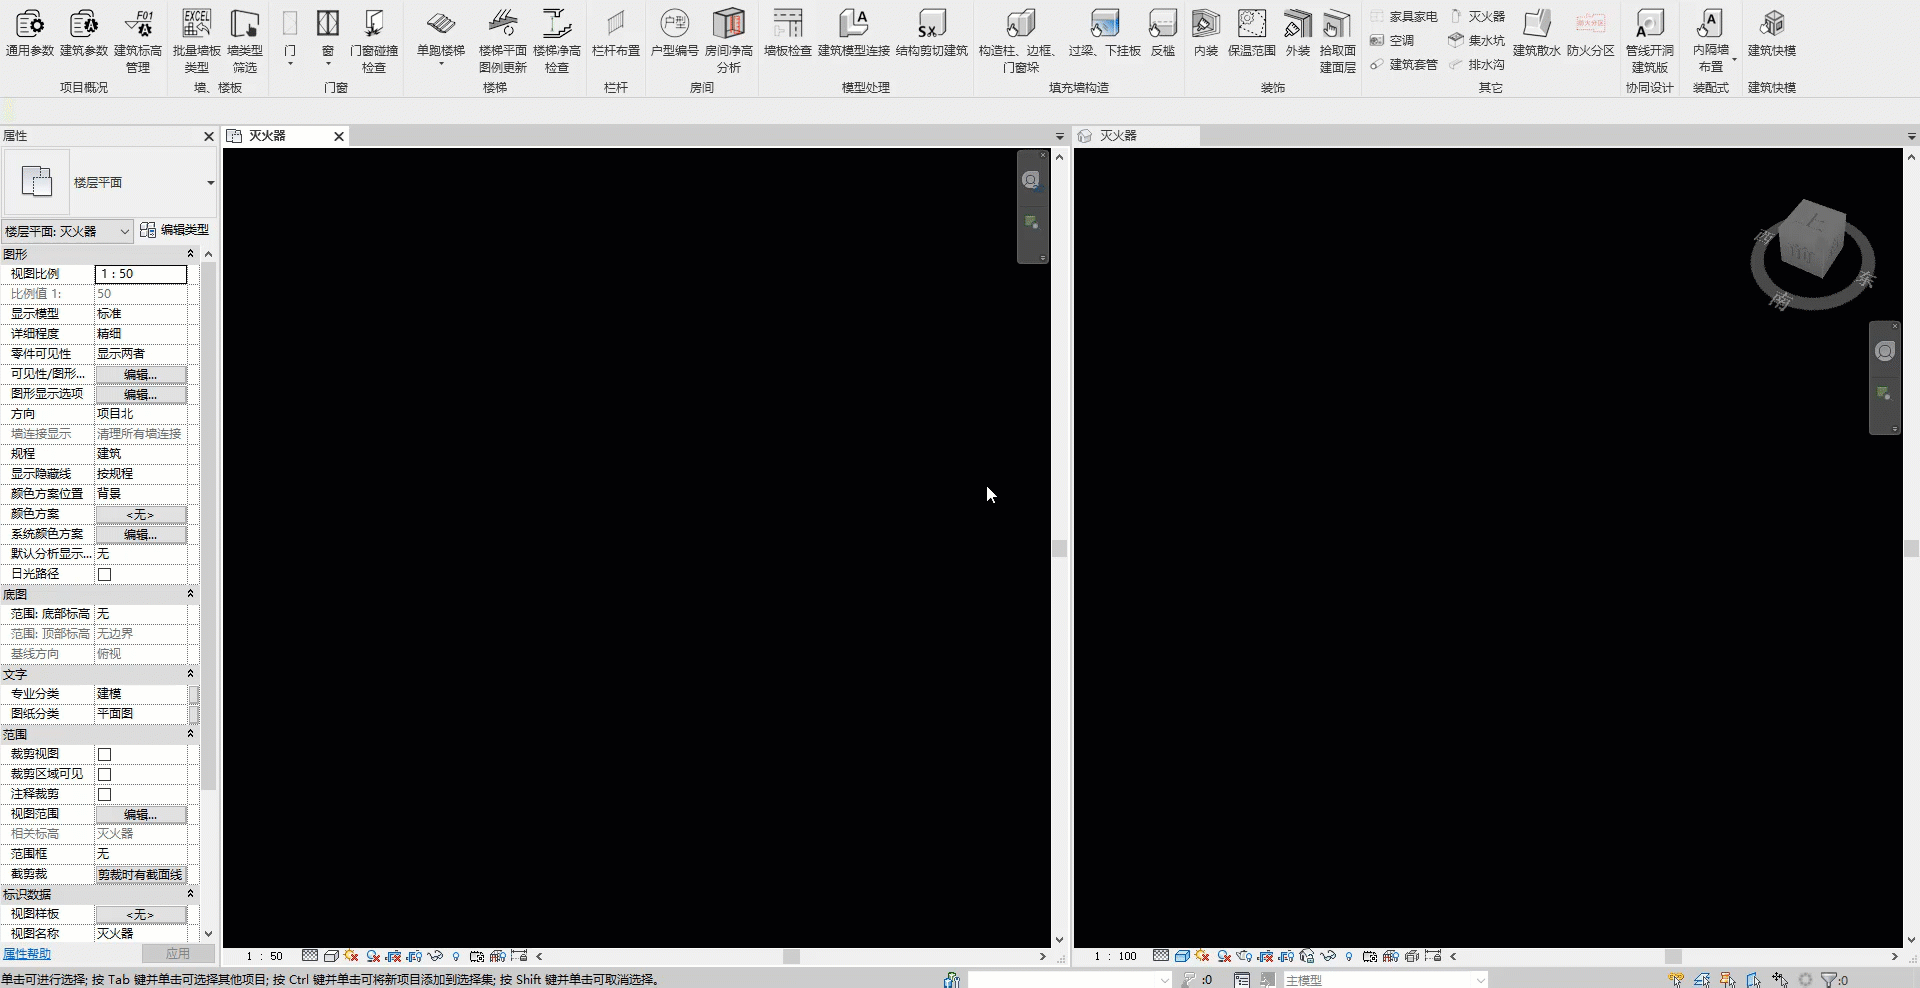 通用参数 建筑参数 建筑标高管理 批量墙板类型 墙类型筛选 门 窗 门窗碰撞检查 单跑楼梯 楼梯平面图例更新 楼梯净高检查 栏杆布置 户型编号 房间净高分析 墙板检查 建筑模型连接 结构剪切建筑 构造柱、边框、门窗垛 过梁、下挂板 反槛 内装 保温范围 外装 拾取面建面层
家具家电 灭火器
空调 集水坑
建筑套管 排水沟
建筑散水 防火分区 管线开洞建筑版 内隔墙布置 建筑快模
项目概况 墙、楼板 门窗 楼梯 栏杆 房间 模型处理 填充墙构造 装饰 其它 协同设计 装配式 建筑快模
属性
灭火器
灭火器
楼层平面
楼层平面: 灭火器 编辑类型
图形
视图比例 1 : 50
比例值 1: 50
显示模型 标准
详细程度 精细
零件可见性 显示两者
可见性/图形... 编辑...
图形显示选项 编辑...
方向 项目北
墙连接显示 清理所有墙连接
规程 建筑
显示隐藏线 按规程
颜色方案位置 背景
颜色方案 <无>
系统颜色方案 编辑...
默认分析显示... 无
日光路径
底图
范围: 底部标高 无
范围: 顶部标高 无边界
基线方向 俯视
文字
专业分类 建模
图纸分类 平面图
范围
裁剪视图
裁剪区域可见
注释裁剪
视图范围 编辑...
相关标高 灭火器
范围框 无
截剪裁 剪裁时有截面线
标识数据
视图样板 <无>
视图名称 灭火器
属性帮助 应用
上
前
西
南
东
1 : 50
1 : 100
单击可进行选择; 按 Tab 键并单击可选择其他项目; 按 Ctrl 键并单击可将新项目添加到选择集; 按 Shift 键并单击可取消选择。
:0
主模型
:0